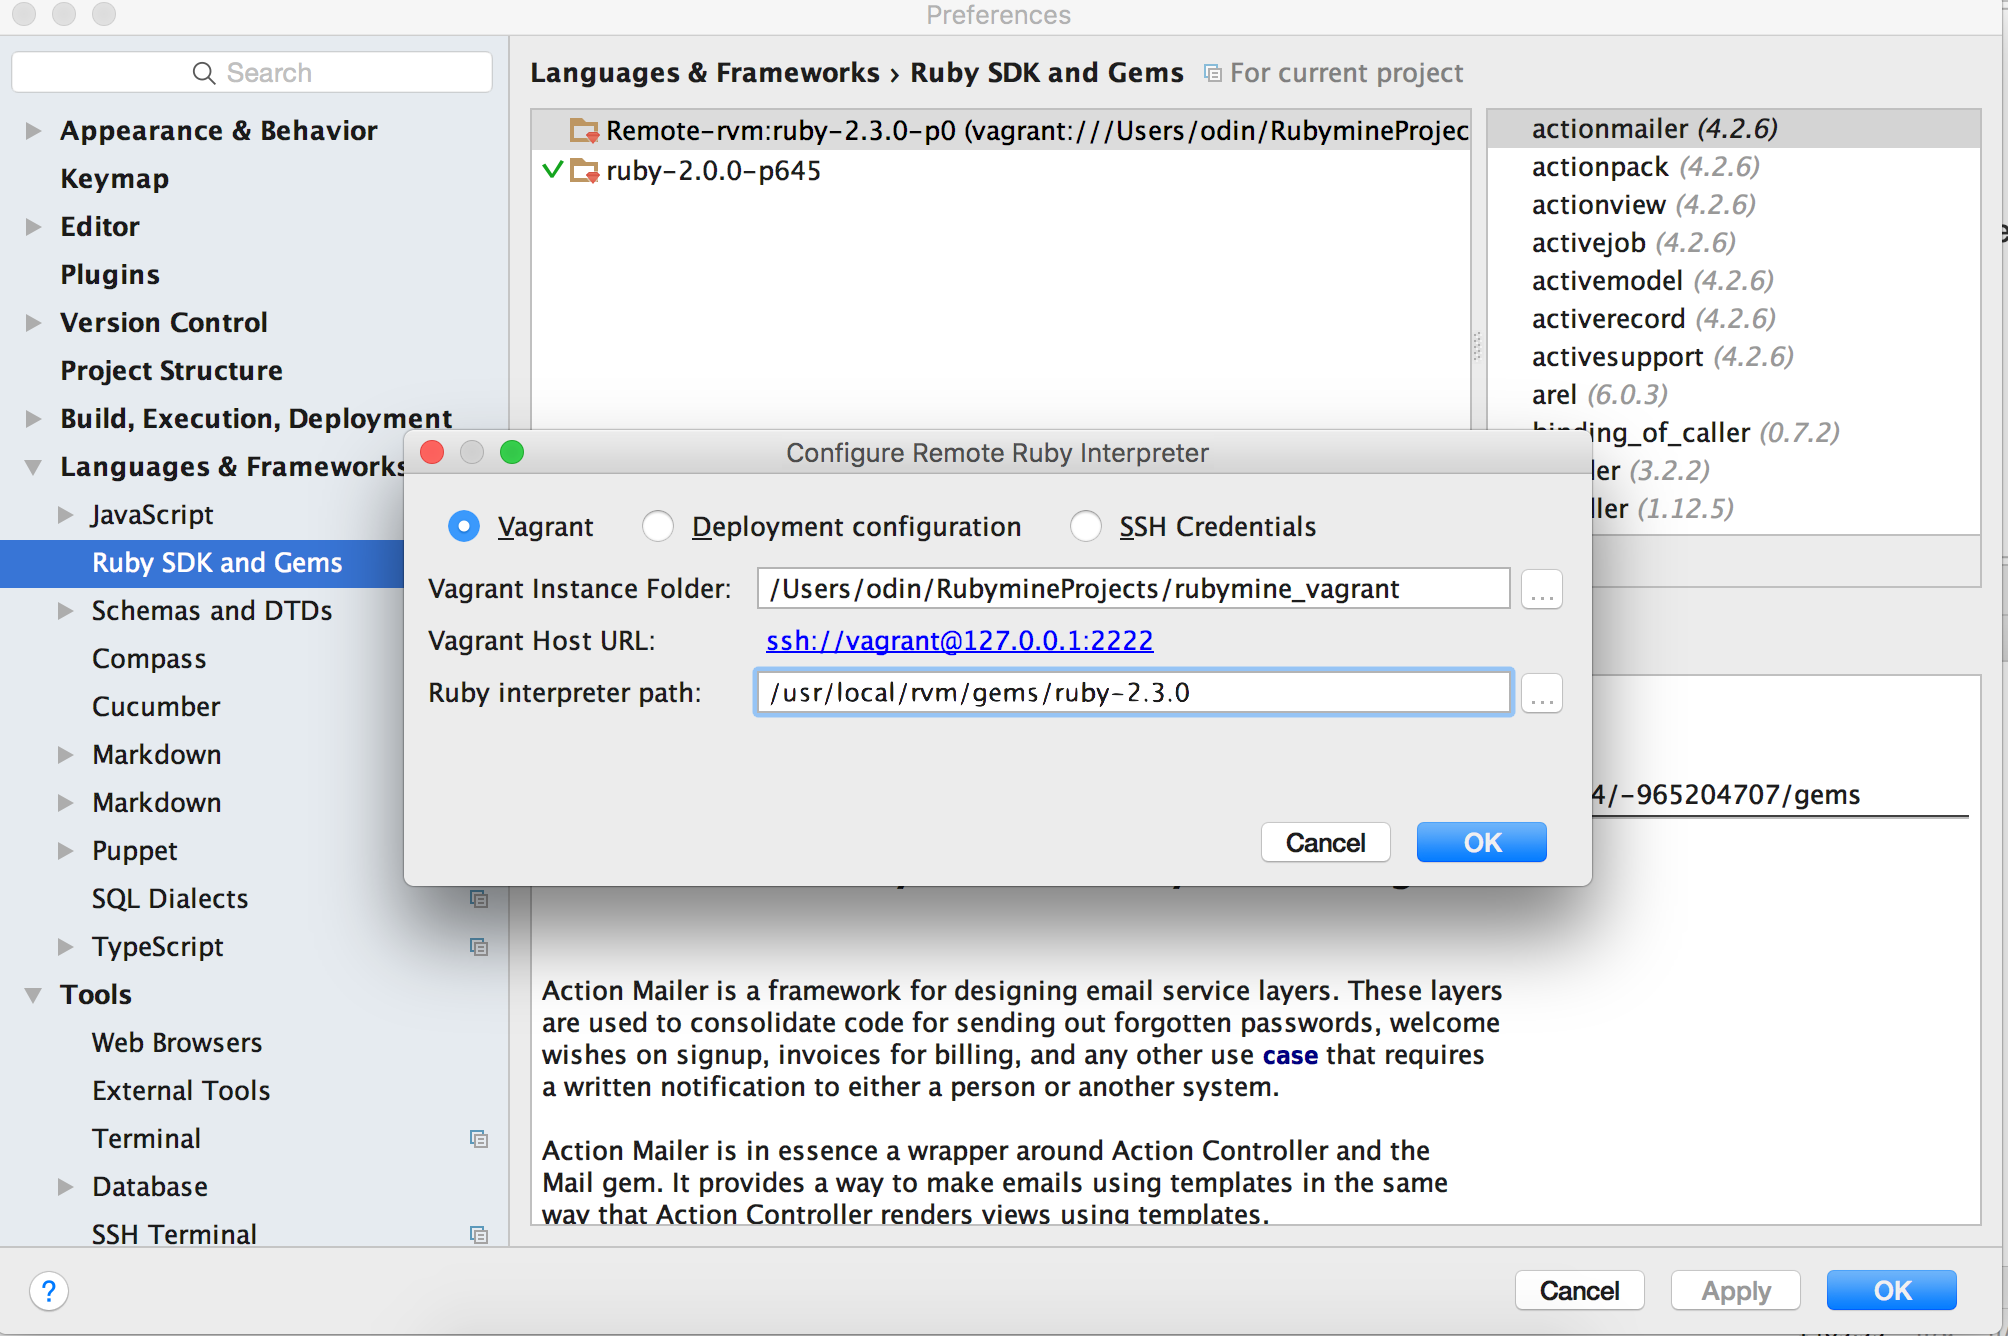 Preferences
Search
Appearance & Behavior
Keymap
Editor
Plugins
Version Control
Project Structure
Build, Execution, Deployment
Languages & Frameworks
JavaScript
Ruby SDK and Gems
Schemas and DTDs
Compass
Cucumber
Markdown
Markdown
Puppet
SQL Dialects
TypeScript
Tools
Web Browsers
External Tools
Terminal
Database
SSH Terminal
Languages & Frameworks › Ruby SDK and Gems For current project
Remote-rvm:ruby-2.3.0-p0 (vagrant:///Users/odin/RubymineProjec
ruby-2.0.0-p645
actionmailer (4.2.6)
actionpack (4.2.6)
actionview (4.2.6)
activejob (4.2.6)
activemodel (4.2.6)
activerecord (4.2.6)
activesupport (4.2.6)
arel (6.0.3)
binding_of_caller (0.7.2)
ler (3.2.2)
ller (1.12.5)
Configure Remote Ruby Interpreter
Vagrant Deployment configuration SSH Credentials
Vagrant Instance Folder: /Users/odin/RubymineProjects/rubymine_vagrant ...
Vagrant Host URL: ssh://vagrant@127.0.0.1:2222
Ruby interpreter path: /usr/local/rvm/gems/ruby-2.3.0 ...
Cancel OK
4/-965204707/gems
Action Mailer is a framework for designing email service layers. These layers
are used to consolidate code for sending out forgotten passwords, welcome
wishes on signup, invoices for billing, and any other use case that requires
a written notification to either a person or another system.
Action Mailer is in essence a wrapper around Action Controller and the
Mail gem. It provides a way to make emails using templates in the same
way that Action Controller renders views using templates.
? Cancel Apply OK